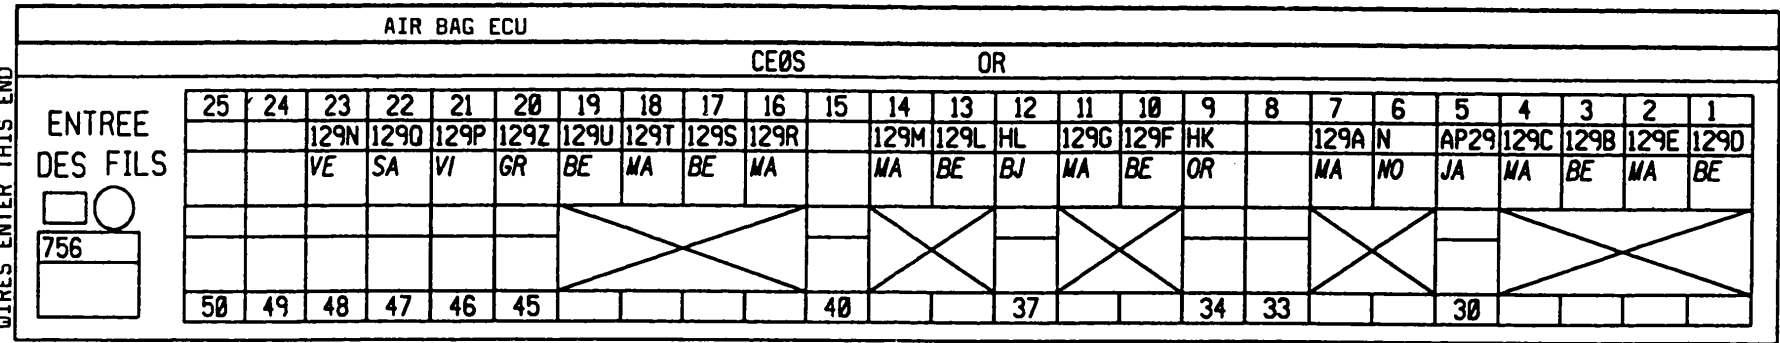 AIR BAG ECU
CEØS OR
WIRES ENTER THIS END
ENTREE
DES FILS
756
25 24 23 22 21 20 19 18 17 16 15 14 13 12 11 10 9 8 7 6 5 4 3 2 1
129N 129Q 129P 129Z 129U 129T 129S 129R 129M 129L HL 129G 129F HK 129A N AP29 129C 129B 129E 129D
VE SA VI GR BE MA BE MA MA BE BJ MA BE OR MA NO JA MA BE MA BE
50 49 48 47 46 45 40 37 34 33 30